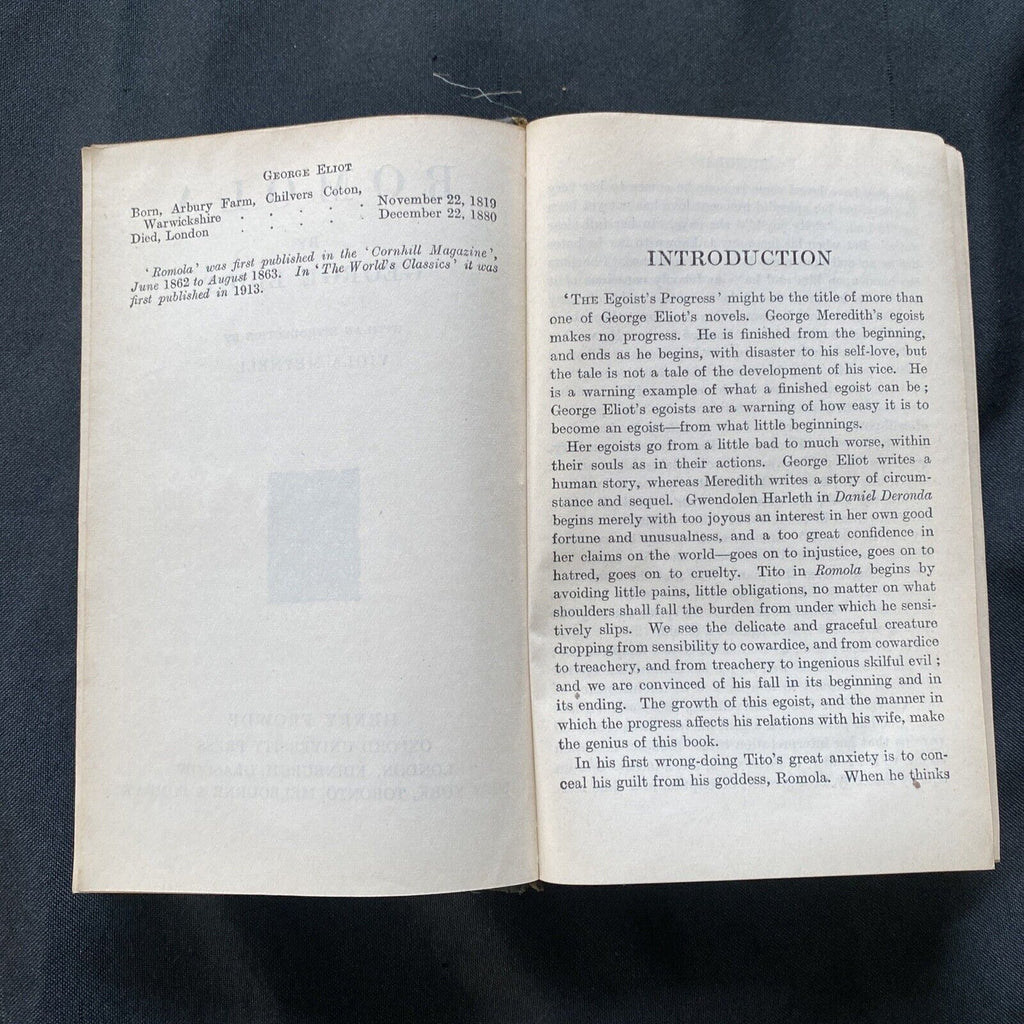 GEORGE ELIOT
Born, Arbury Farm, Chilvers Coton,
Warwickshire . . . . . November 22, 1819
Died, London . . . . . December 22, 1880
‘Romola’ was first published in the ‘Cornhill Magazine’,
June 1862 to August 1863. In ‘The World's Classics’ it was
first published in 1913.
INTRODUCTION
‘THE Egoist's Progress’ might be the title of more than
one of George Eliot's novels. George Meredith's egoist
makes no progress. He is finished from the beginning,
and ends as he begins, with disaster to his self-love, but
the tale is not a tale of the development of his vice. He
is a warning example of what a finished egoist can be;
George Eliot's egoists are a warning of how easy it is to
become an egoist—from what little beginnings.
Her egoists go from a little bad to much worse, within
their souls as in their actions. George Eliot writes a
human story, whereas Meredith writes a story of circum-
stance and sequel. Gwendolen Harleth in Daniel Deronda
begins merely with too joyous an interest in her own good
fortune and unusualness, and a too great confidence in
her claims on the world—goes on to injustice, goes on to
hatred, goes on to cruelty. Tito in Romola begins by
avoiding little pains, little obligations, no matter on what
shoulders shall fall the burden from under which he sensi-
tively slips. We see the delicate and graceful creature
dropping from sensibility to cowardice, and from cowardice
to treachery, and from treachery to ingenious skilful evil;
and we are convinced of his fall in its beginning and in
its ending. The growth of this egoist, and the manner in
which the progress affects his relations with his wife, make
the genius of this book.
In his first wrong-doing Tito's great anxiety is to con-
ceal his guilt from his goddess, Romola. When he thinks